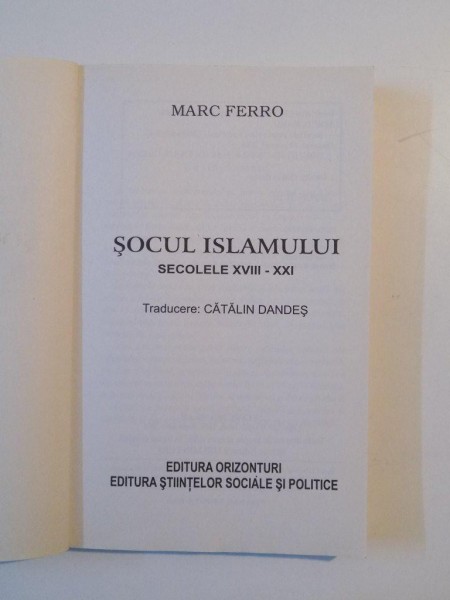 MARC FERRO
ŞOCUL ISLAMULUI
SECOLELE XVIII - XXI
Traducere: CĂTĂLIN DANDEŞ
EDITURA ORIZONTURI
EDITURA ŞTIINŢELOR SOCIALE ŞI POLITICE